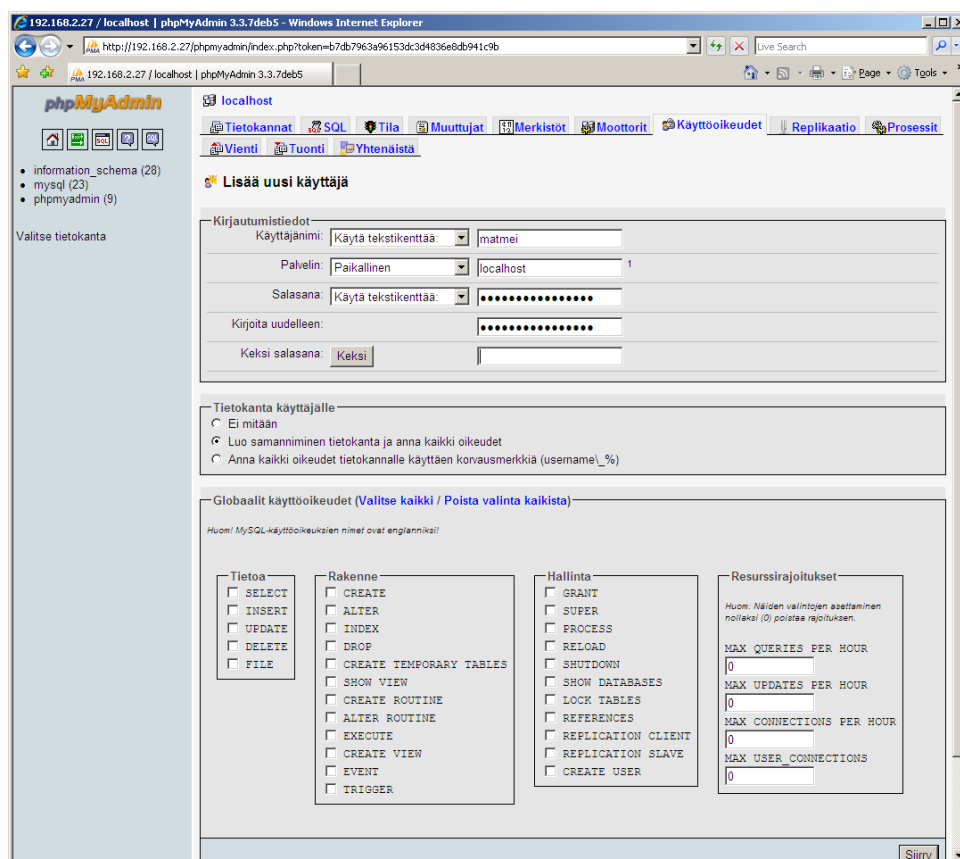 192.168.2.27 / localhost | phpMyAdmin 3.3.7deb5 - Windows Internet Explorer
http://192.168.2.27/phpmyadmin/index.php?token=b7db7963a96153dc3d4836e8db941c9b
Live Search
192.168.2.27 / localhost | phpMyAdmin 3.3.7deb5
Page
Tools
phpMyAdmin
information_schema (28)
mysql (23)
phpmyadmin (9)
Valitse tietokanta
localhost
Tietokannat SQL Tila Muuttujat Merkistöt Moottorit Käyttöoikeudet Replikaatio Prosessit
Vienti Tuonti Yhtenäistä
Lisää uusi käyttäjä
Kirjautumistiedot
Käyttäjänimi: Käytä tekstikenttää: matmei
Palvelin: Paikallinen localhost 1
Salasana: Käytä tekstikenttää: ●●●●●●●●●●●●●●●●
Kirjoita uudelleen: ●●●●●●●●●●●●●●●●
Keksi salasana: Keksi
Tietokanta käyttäjälle
Ei mitään
Luo samanniminen tietokanta ja anna kaikki oikeudet
Anna kaikki oikeudet tietokannalle käyttäen korvausmerkkiä (username\_%)
Globaalit käyttöoikeudet (Valitse kaikki / Poista valinta kaikista)
Huom! MySQL-käyttöoikeuksien nimet ovat englanniksi!
Tietoa
SELECT
INSERT
UPDATE
DELETE
FILE
Rakenne
CREATE
ALTER
INDEX
DROP
CREATE TEMPORARY TABLES
SHOW VIEW
CREATE ROUTINE
ALTER ROUTINE
EXECUTE
CREATE VIEW
EVENT
TRIGGER
Hallinta
GRANT
SUPER
PROCESS
RELOAD
SHUTDOWN
SHOW DATABASES
LOCK TABLES
REFERENCES
REPLICATION CLIENT
REPLICATION SLAVE
CREATE USER
Resurssirajoitukset
Huom: Näiden valintojen asettaminen
nollaksi (0) poistaa rajoituksen.
MAX QUERIES PER HOUR
0
MAX UPDATES PER HOUR
0
MAX CONNECTIONS PER HOUR
0
MAX USER_CONNECTIONS
0
Siirry